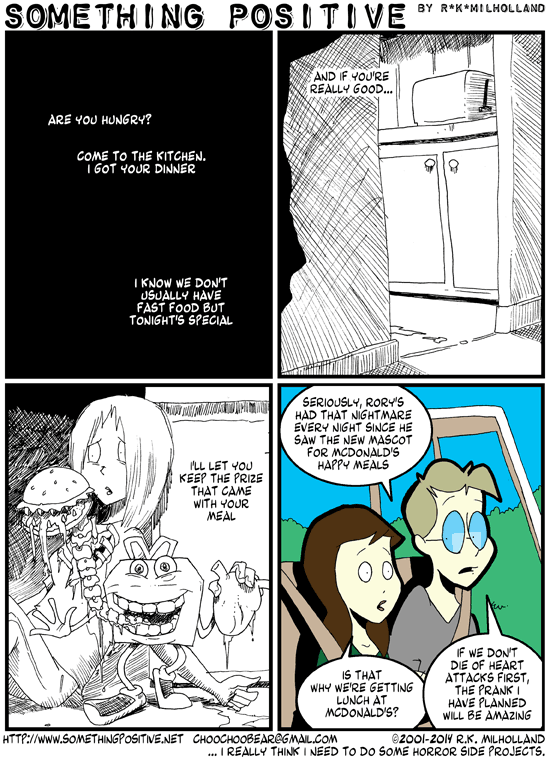 SOMETHING POSITIVE BY R*K*MILHOLLAND
ARE YOU HUNGRY?
COME TO THE KITCHEN.
I GOT YOUR DINNER
I KNOW WE DON'T
USUALLY HAVE
FAST FOOD BUT
TONIGHT'S SPECIAL
AND IF YOU'RE
REALLY GOOD...
I'LL LET YOU
KEEP THE PRIZE
THAT CAME
WITH YOUR
MEAL
SERIOUSLY, RORY'S
HAD THAT NIGHTMARE
EVERY NIGHT SINCE HE
SAW THE NEW MASCOT
FOR MCDONALD'S
HAPPY MEALS
IS THAT
WHY WE'RE GETTING
LUNCH AT
MCDONALD'S?
IF WE DON'T
DIE OF HEART
ATTACKS FIRST,
THE PRANK I
HAVE PLANNED
WILL BE AMAZING
HTTP://WWW.SOMETHINGPOSITIVE.NET CHOOCHOOBEAR@GMAIL.COM ©2001-2014 R.K. MILHOLLAND
... I REALLY THINK I NEED TO DO SOME HORROR SIDE PROJECTS.